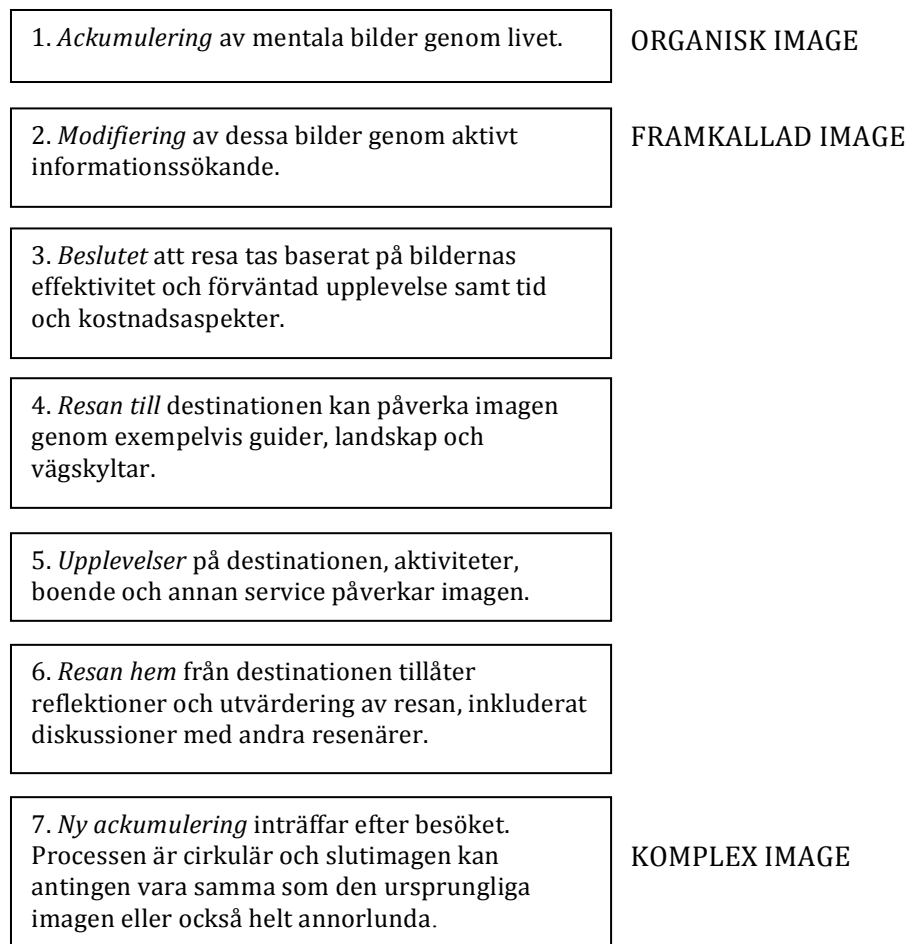 1. Ackumulering av mentala bilder genom livet.
ORGANISK IMAGE
2. Modifiering av dessa bilder genom aktivt
informationssökande.
FRAMKALLAD IMAGE
3. Beslutet att resa tas baserat på bildernas
effektivitet och förväntad upplevelse samt tid
och kostnadsaspekter.
4. Resan till destinationen kan påverka imagen
genom exempelvis guider, landskap och
vägskyltar.
5. Upplevelser på destinationen, aktiviteter,
boende och annan service påverkar imagen.
6. Resan hem från destinationen tillåter
reflektioner och utvärdering av resan, inkluderat
diskussioner med andra resenärer.
7. Ny ackumulering inträffar efter besöket.
Processen är cirkulär och slutimagen kan
antingen vara samma som den ursprungliga
imagen eller också helt annorlunda.
KOMPLEX IMAGE